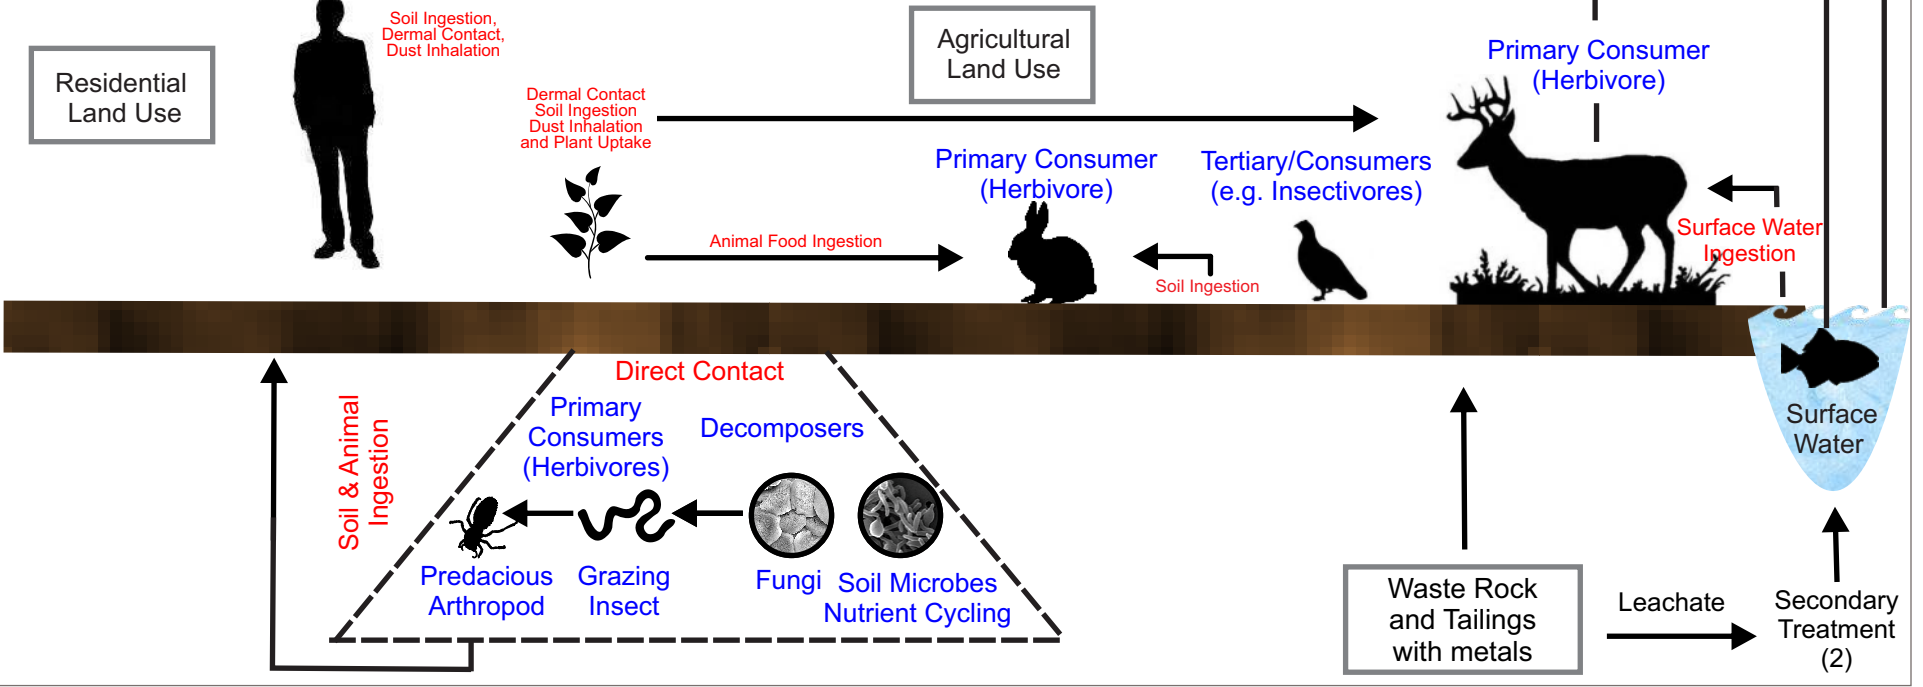 Soil Ingestion,
Dermal Contact,
Dust Inhalation
Residential
Land Use
Agricultural
Land Use
Primary Consumer
(Herbivore)
Dermal Contact
Soil Ingestion
Dust Inhalation
and Plant Uptake
Primary Consumer
(Herbivore)
Tertiary/Consumers
(e.g. Insectivores)
Animal Food Ingestion
Soil Ingestion
Surface Water
Ingestion
Direct Contact
Soil & Animal
Ingestion
Primary
Consumers
(Herbivores)
Decomposers
Predacious
Arthropod
Grazing
Insect
Fungi
Soil Microbes
Nutrient Cycling
Surface
Water
Waste Rock
and Tailings
with metals
Leachate
Secondary
Treatment
(2)